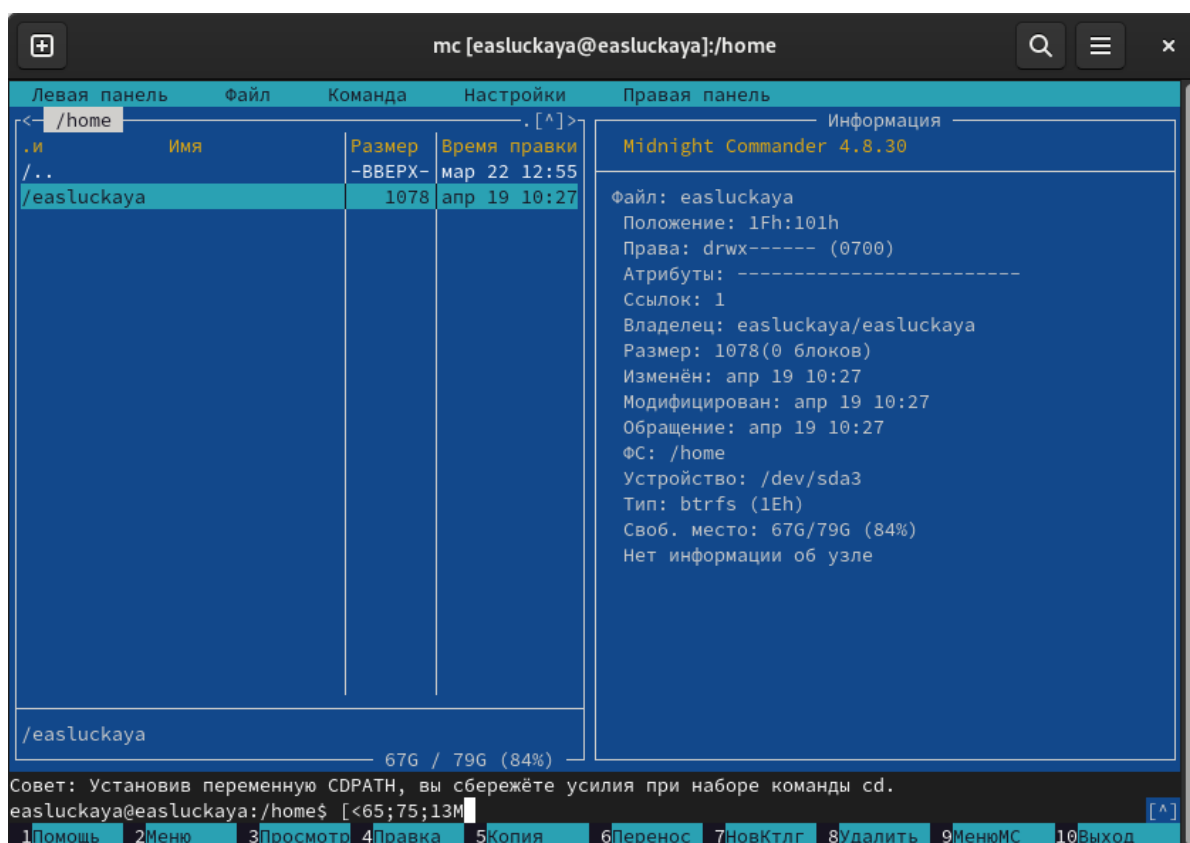 mc [easluckaya@easluckaya]:/home
Левая панель Файл Команда Настройки Правая панель
<— /home .[^]>
.и Имя Размер Время правки
/.. -ВВЕРХ- мар 22 12:55
/easluckaya 1078 апр 19 10:27
/easluckaya
67G / 79G (84%)
Информация
Midnight Commander 4.8.30
Файл: easluckaya
Положение: 1Fh:101h
Права: drwx------ (0700)
Атрибуты: -------------------------
Ссылок: 1
Владелец: easluckaya/easluckaya
Размер: 1078(0 блоков)
Изменён: апр 19 10:27
Модифицирован: апр 19 10:27
Обращение: апр 19 10:27
ФС: /home
Устройство: /dev/sda3
Тип: btrfs (1Eh)
Своб. место: 67G/79G (84%)
Нет информации об узле
Совет: Установив переменную CDPATH, вы сбережёте усилия при наборе команды cd.
easluckaya@easluckaya:/home$ [<65;75;13M [^]
1Помощь 2Меню 3Просмотр 4Правка 5Копия 6Перенос 7НовКтлг 8Удалить 9МенюМС 10Выход